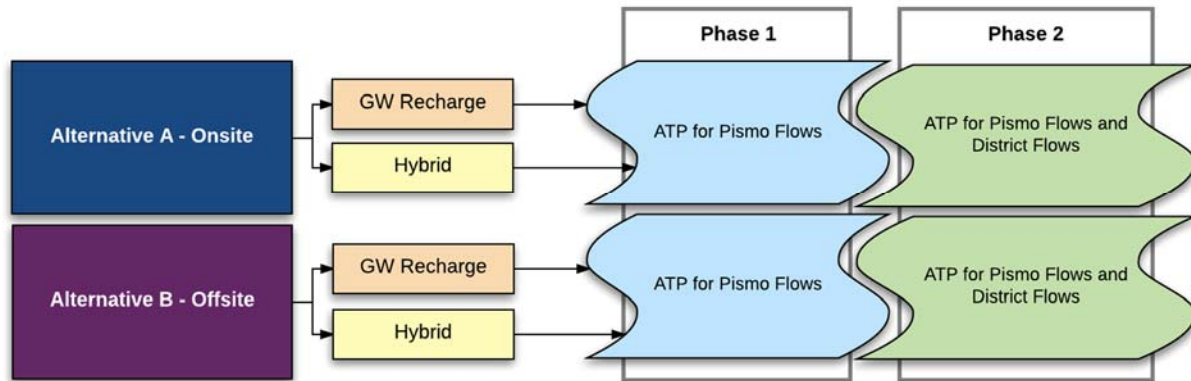 Phase 1
Phase 2
Alternative A - Onsite
GW Recharge
Hybrid
ATP for Pismo Flows
ATP for Pismo Flows and
District Flows
Alternative B - Offsite
GW Recharge
Hybrid
ATP for Pismo Flows
ATP for Pismo Flows and
District Flows